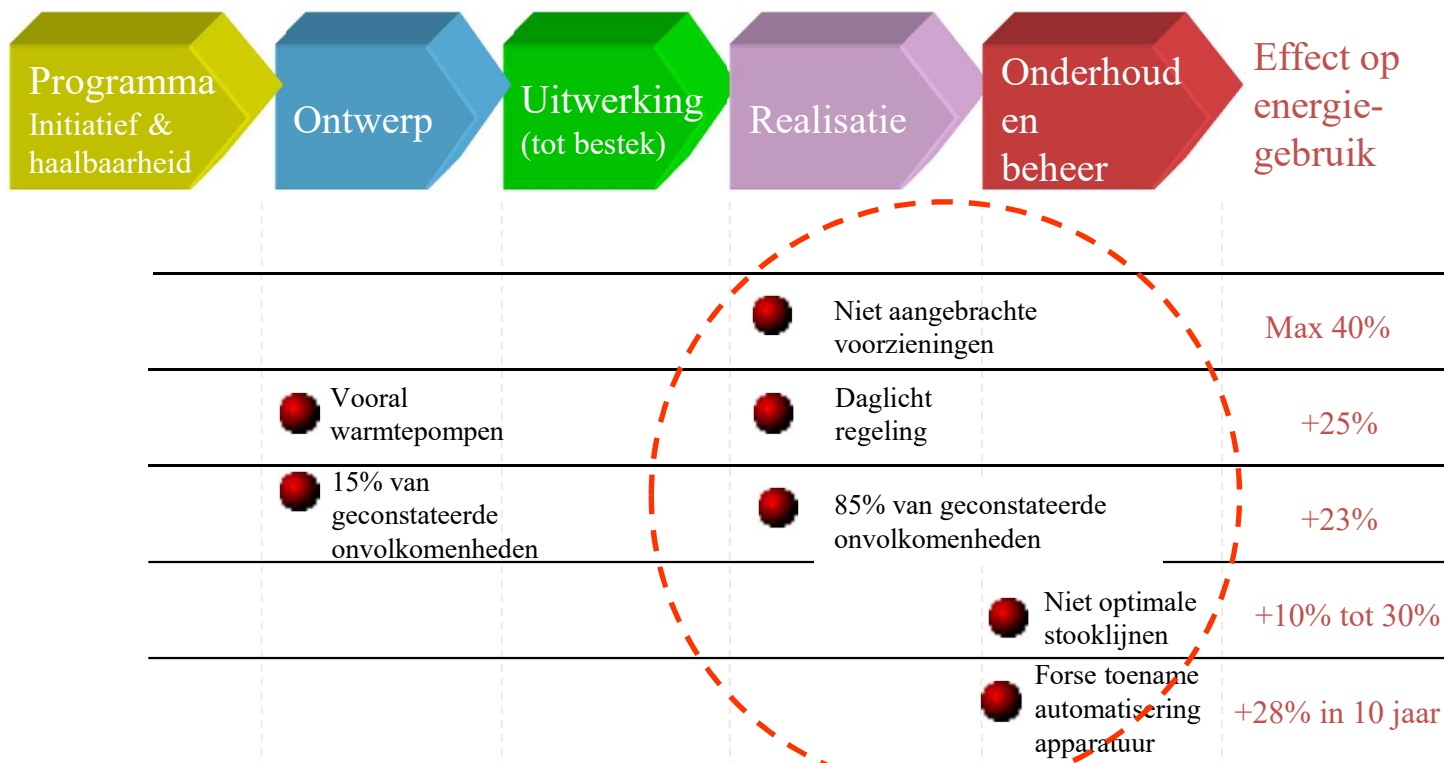 Programma
Initiatief &
haalbaarheid
Ontwerp
Uitwerking
(tot bestek)
Realisatie
Onderhoud
en
beheer
Effect op
energie-
gebruik
Niet aangebrachte
voorzieningen
Max 40%
Vooral
warmtepompen
Daglicht
regeling
+25%
15% van
geconstateerde
onvolkomenheden
85% van geconstateerde
onvolkomenheden
+23%
Niet optimale
stooklijnen
+10% tot 30%
Forse toename
automatisering
apparatuur
+28% in 10 jaar